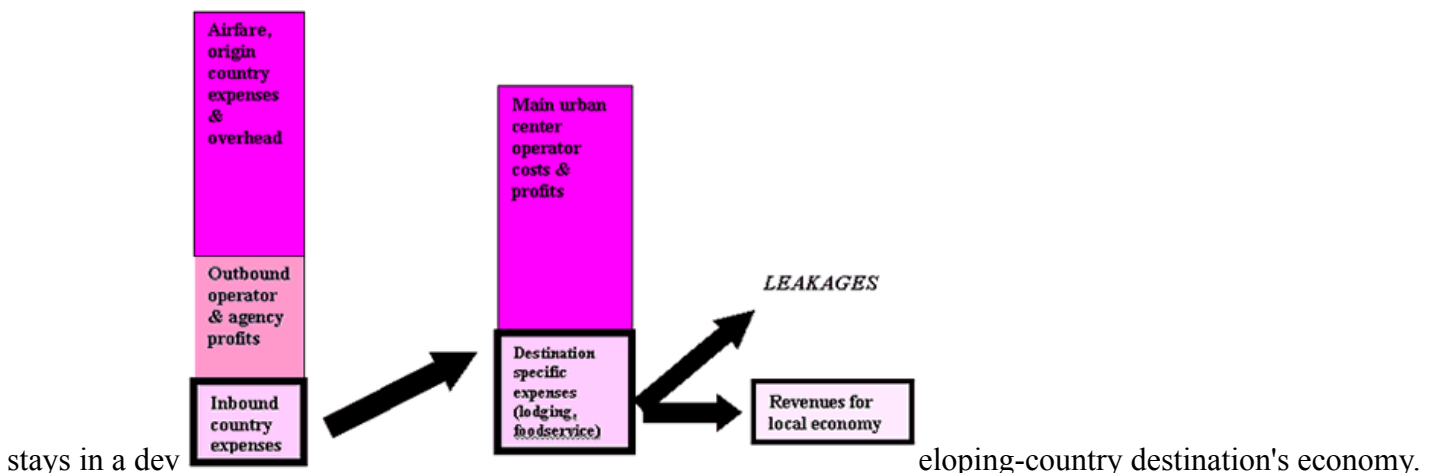 Airfare,
origin
country
expenses
&
overhead
Outbound
operator
& agency
profits
Inbound
country
expenses
Main urban
center
operator
costs &
profits
Destination
specific
expenses
(lodging,
foodservice)
LEAKAGES
Revenues for
local economy
stays in a dev eloping-country destination's economy.